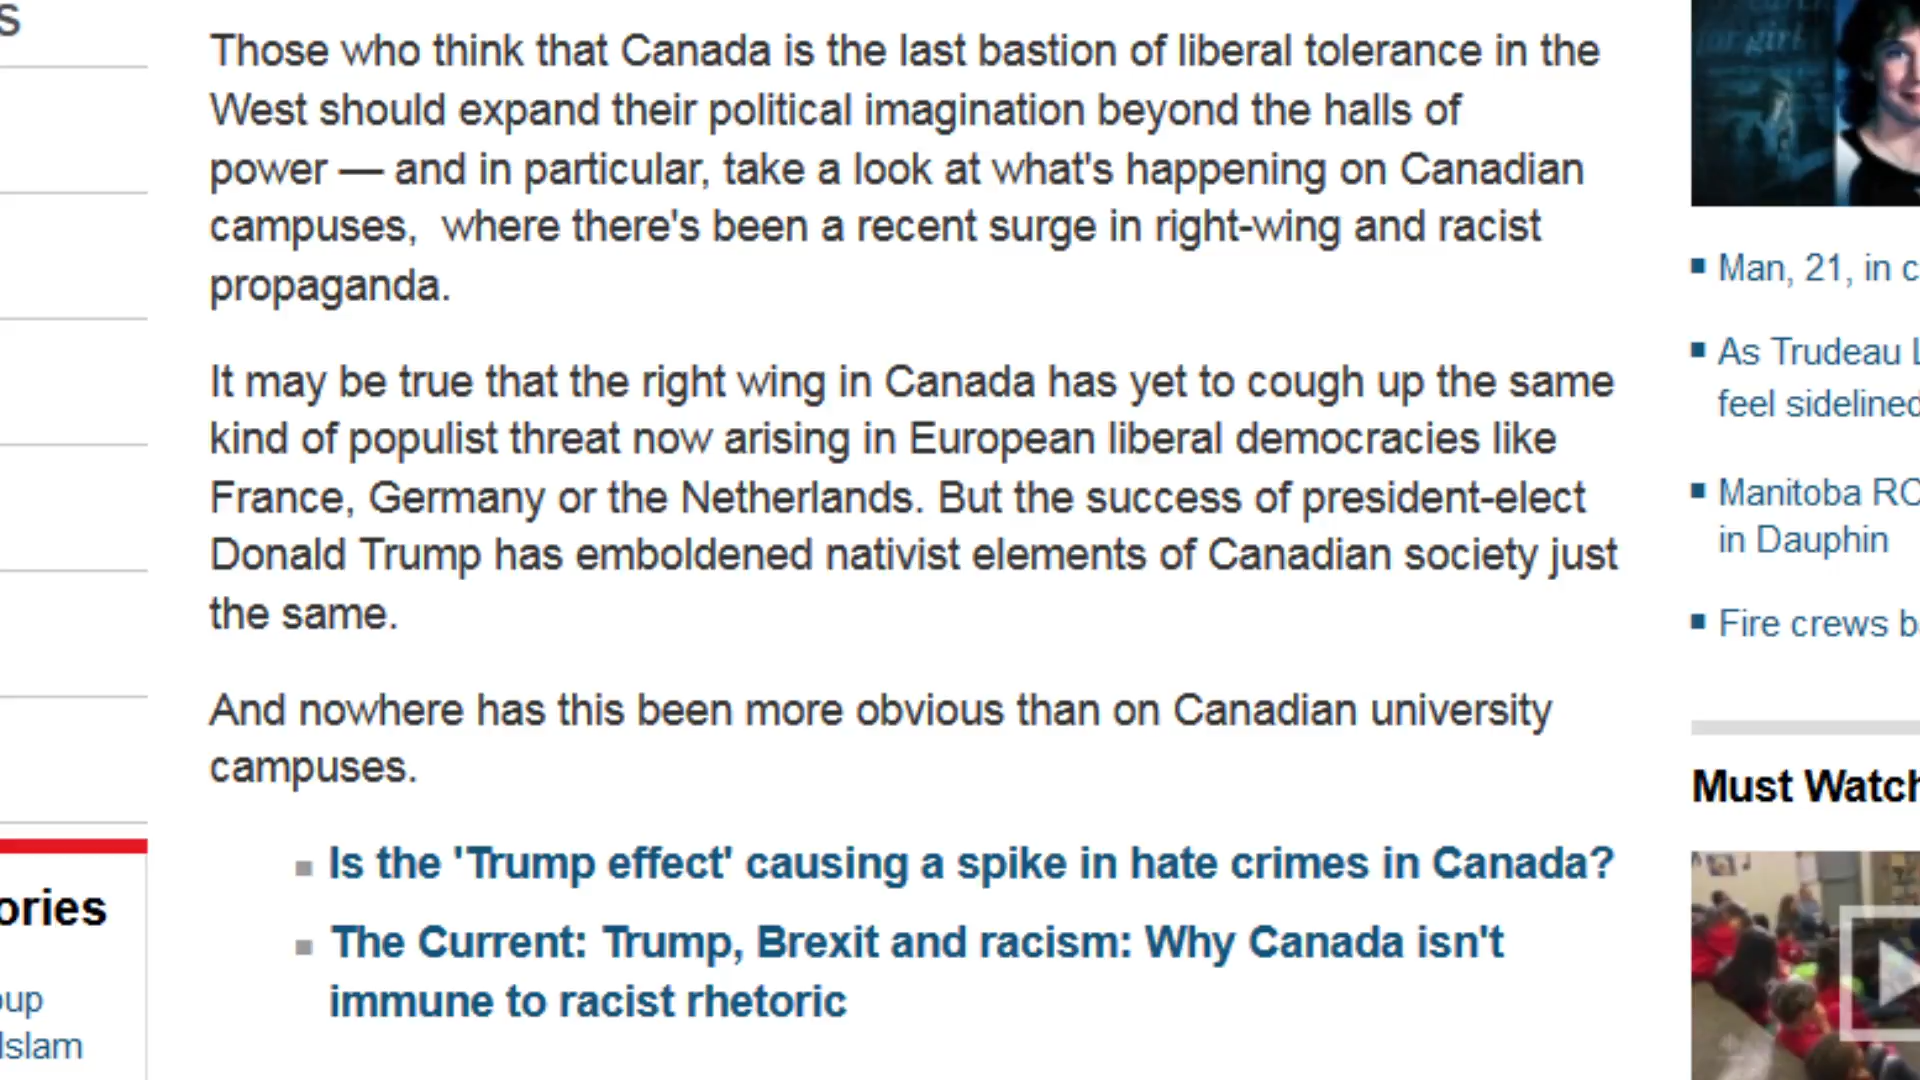 S
Those who think that Canada is the last bastion of liberal tolerance in the
West should expand their political imagination beyond the halls of
power — and in particular, take a look at what's happening on Canadian
campuses,  where there's been a recent surge in right-wing and racist
propaganda.
It may be true that the right wing in Canada has yet to cough up the same
kind of populist threat now arising in European liberal democracies like
France, Germany or the Netherlands. But the success of president-elect
Donald Trump has emboldened nativist elements of Canadian society just
the same.
And nowhere has this been more obvious than on Canadian university
campuses.
Is the 'Trump effect' causing a spike in hate crimes in Canada?
The Current: Trump, Brexit and racism: Why Canada isn't
immune to racist rhetoric
ories
oup
Islam
for girl
Man, 21, in c
As Trudeau L
feel sidelined
Manitoba RC
in Dauphin
Fire crews b
Must Watch